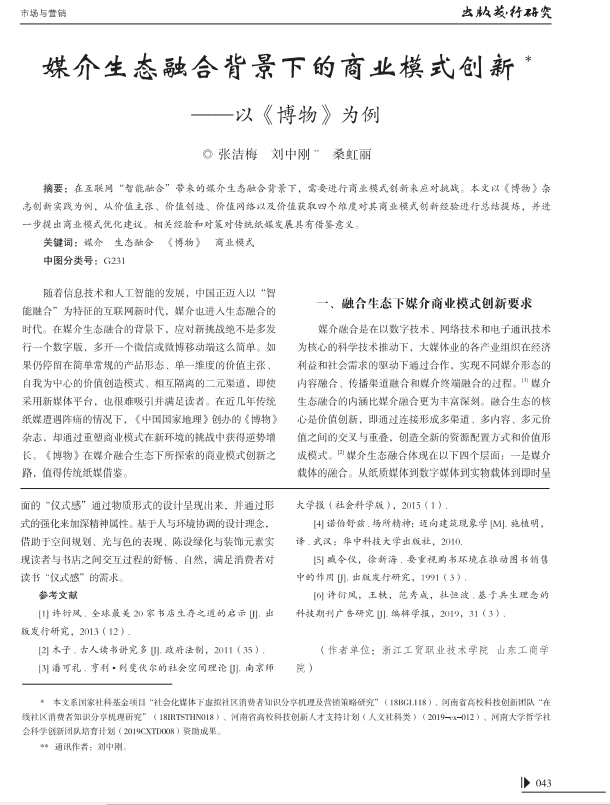 市场与营销
出版发行研究
媒介生态融合背景下的商业模式创新*
——以《博物》为例
◎ 张洁梅 刘中刚** 桑虹丽
摘要：在互联网“智能融合”带来的媒介生态融合背景下，需要进行商业模式创新来应对挑战。本文以《博物》杂
志创新实践为例，从价值主张、价值创造、价值网络以及价值获取四个维度对其商业模式创新经验进行总结提炼，并进
一步提出商业模式优化建议。相关经验和对策对传统纸媒发展具有借鉴意义。
关键词：媒介 生态融合 《博物》 商业模式
中图分类号：G231
随着信息技术和人工智能的发展，中国正迈入以“智
能融合”为特征的互联网新时代，媒介也进入生态融合的
时代。在媒介生态融合的背景下，应对新挑战绝不是多发
行一个数字版，多开一个微信或微博移动端这么简单。如
果仍停留在简单常规的产品形态、单一维度的价值主张、
自我为中心的价值创造模式、相互隔离的二元渠道，即使
采用新媒体平台，也很难吸引并满足读者。在近几年传统
纸媒遭遇阵痛的情况下，《中国国家地理》创办的《博物》
杂志，却通过重塑商业模式在新环境的挑战中获得逆势增
长。《博物》在媒介融合生态下所探索的商业模式创新之
路，值得传统纸媒借鉴。
一、融合生态下媒介商业模式创新要求
媒介融合是在以数字技术、网络技术和电子通讯技术
为核心的科学技术推动下，大媒体业的各产业组织在经济
利益和社会需求的驱动下通过合作，实现不同媒介形态的
内容融合、传播渠道融合和媒介终端融合的过程。[1] 媒介
生态融合的内涵比媒介融合更为丰富深刻。融合生态的核
心是价值创新，即通过连接形成多渠道、多内容、多元价
值之间的交叉与重叠，创造全新的资源配置方式和价值形
成模式。[2] 媒介生态融合体现在以下四个层面：一是媒介
载体的融合。从纸质媒体到数字媒体到实物载体到即时呈
面的“仪式感”通过物质形式的设计呈现出来，并通过形
式的强化来加深精神属性。基于人与环境协调的设计理念，
借助于空间规划、光与色的表现、陈设绿化与装饰元素实
现读者与书店之间交互过程的舒畅、自然，满足消费者对
读书“仪式感”的需求。
参考文献
[1] 许衍凤. 全球最美 20 家书店生存之道的启示 [J]. 出
版发行研究，2013（12）.
[2] 木子. 古人读书讲究多 [J]. 政府法制，2011（35）.
[3] 潘可礼. 亨利·列斐伏尔的社会空间理论 [J]. 南京师
大学报（社会科学版），2015（1）.
[4] 诺伯舒兹. 场所精神：迈向建筑现象学 [M]. 施植明，
译. 武汉：华中科技大学出版社，2010.
[5] 臧令仪，徐新海. 要重视购书环境在推动图书销售
中的作用 [J]. 出版发行研究，1991（3）.
[6] 许衍凤，王轶，范秀成，杜恒波. 基于共生理念的
科技期刊广告研究 [J]. 编辑学报，2019，31（3）.
（作者单位：浙江工贸职业技术学院 山东工商学
院）
* 本文系国家社科基金项目“社会化媒体下虚拟社区消费者知识分享机理及营销策略研究”（18BGL118）、河南省高校科技创新团队“在
线社区消费者知识分享机理研究”（18IRTSTHN018）、河南省高校科技创新人才支持计划（人文社科类）（2019-cx-012）、河南大学哲学社
会科学创新团队培育计划（2019CXTD008）资助成果。
** 通讯作者：刘中刚。
043